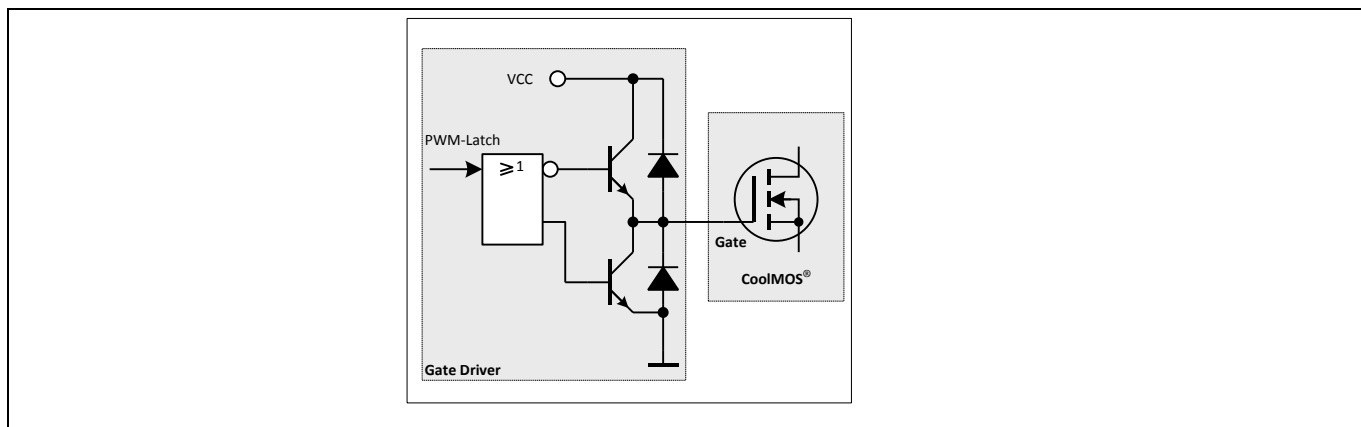 VCC
PWM-Latch
≥1
Gate
CoolMOS®
Gate Driver